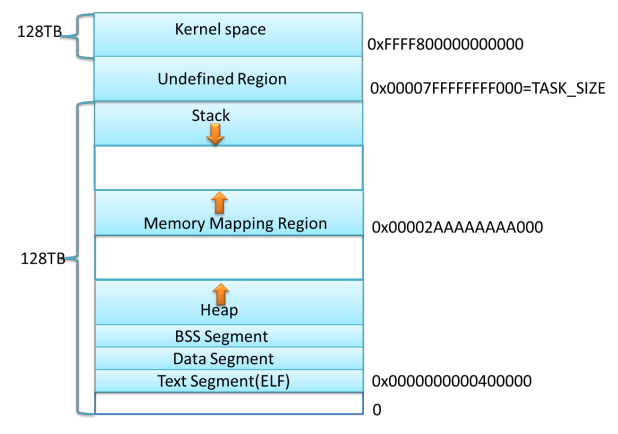 Kernel space
128TB
0xFFFF800000000000
Undefined Region
0x00007FFFFFFFF000=TASK_SIZE
Stack
Memory Mapping Region
0x00002AAAAAAAA000
128TB
Heap
BSS Segment
Data Segment
Text Segment(ELF)
0x0000000000400000
0